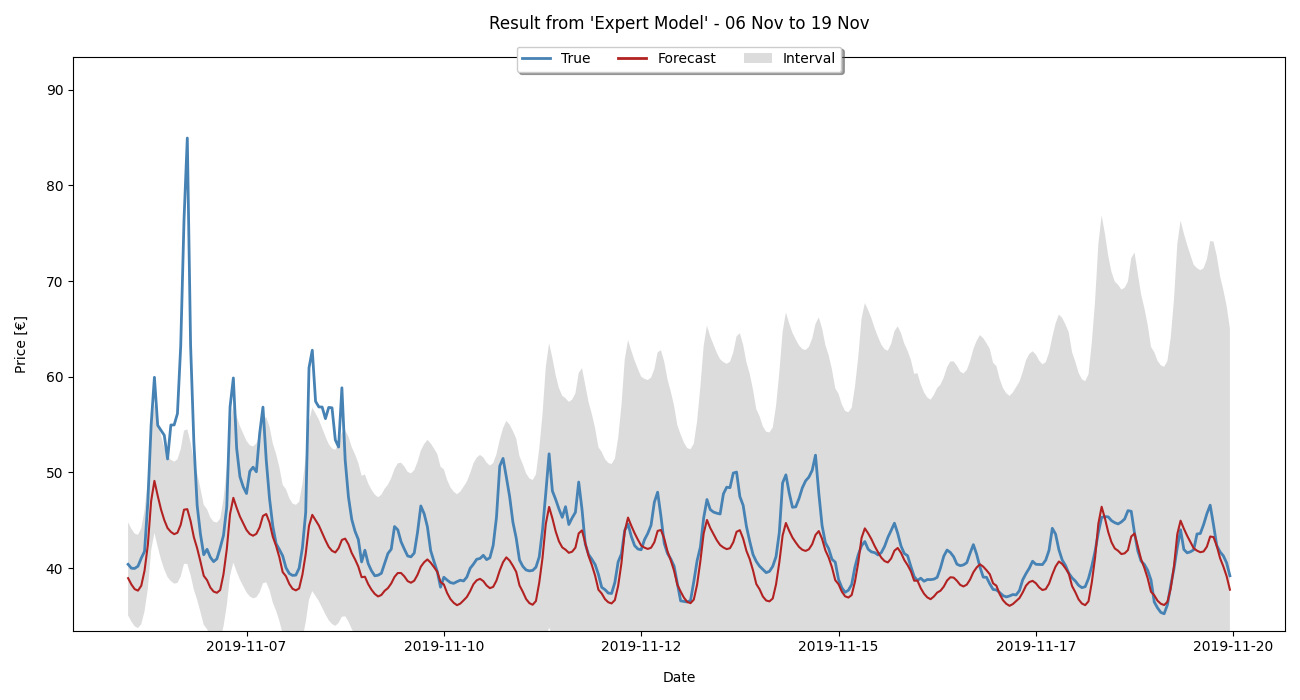 Result from 'Expert Model' - 06 Nov to 19 Nov
True Forecast Interval
90
80
70
60
50
40
Price [€]
2019-11-07 2019-11-10 2019-11-12 2019-11-15 2019-11-17 2019-11-20
Date